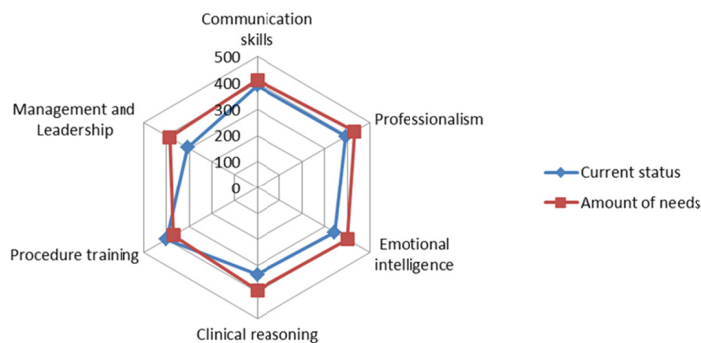 Communication
skills
500
400
300
200
100
0
Management and
Leadership
Professionalism
Current status
Amount of needs
Procedure training
Emotional
intelligence
Clinical reasoning